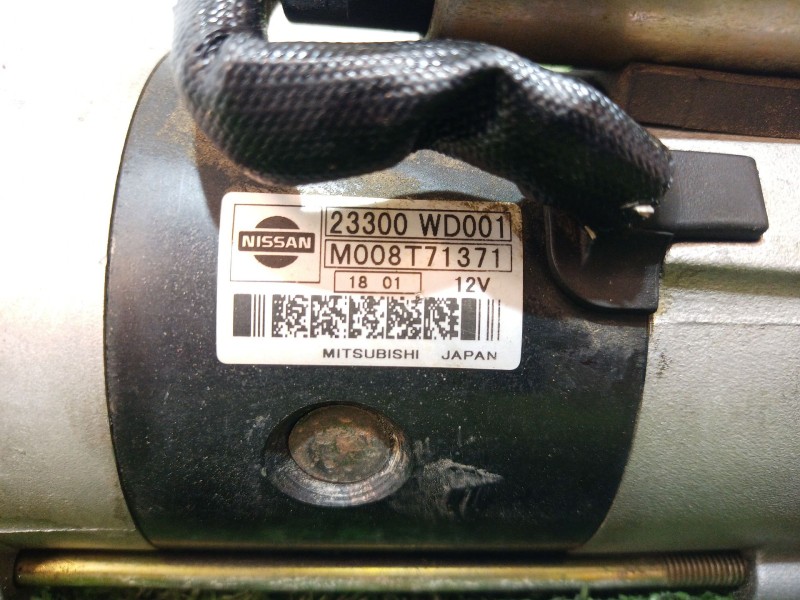 NISSAN
23300 WD001
M008T71371
18 01 12V
MITSUBISHI JAPAN